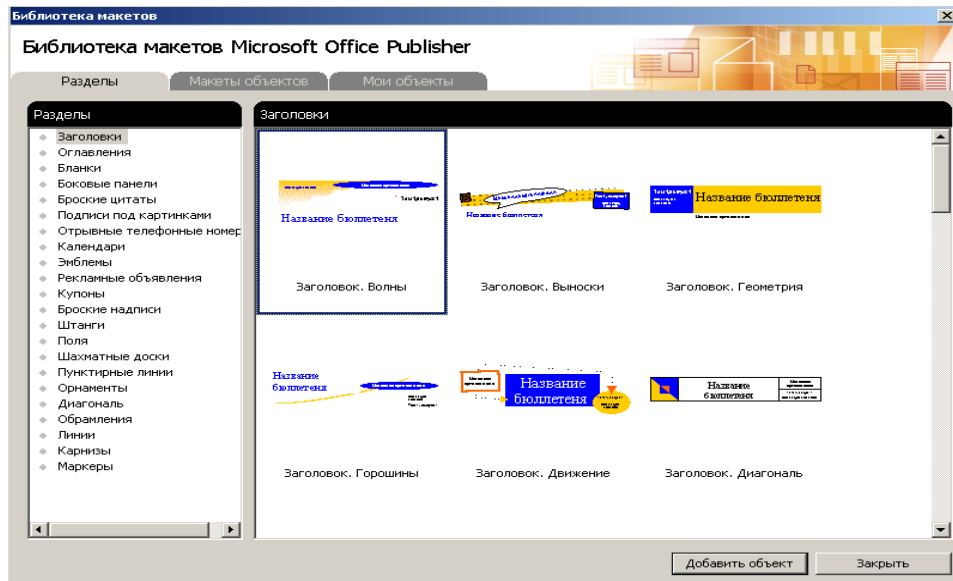 Библиотека макетов
Библиотека макетов Microsoft Office Publisher
Разделы
Макеты объектов
Мои объекты
Разделы
Заголовки
Оглавления
Бланки
Боковые панели
Броские цитаты
Подписи под картинками
Отрывные телефонные номер
Календари
Эмблемы
Рекламные объявления
Купоны
Броские надписи
Штанги
Поля
Шахматные доски
Пунктирные линии
Орнаменты
Диагональ
Обрамления
Линии
Карнизы
Маркеры
Заголовки
Название бюллетеня
Название бюллетеня
Название бюллетеня
Заголовок. Волны
Заголовок. Выноски
Заголовок. Геометрия
Название
бюллетеня
Название
бюллетеня
Название
бюллетеня
Заголовок. Горошины
Заголовок. Движение
Заголовок. Диагональ
Добавить объект
Закрыть